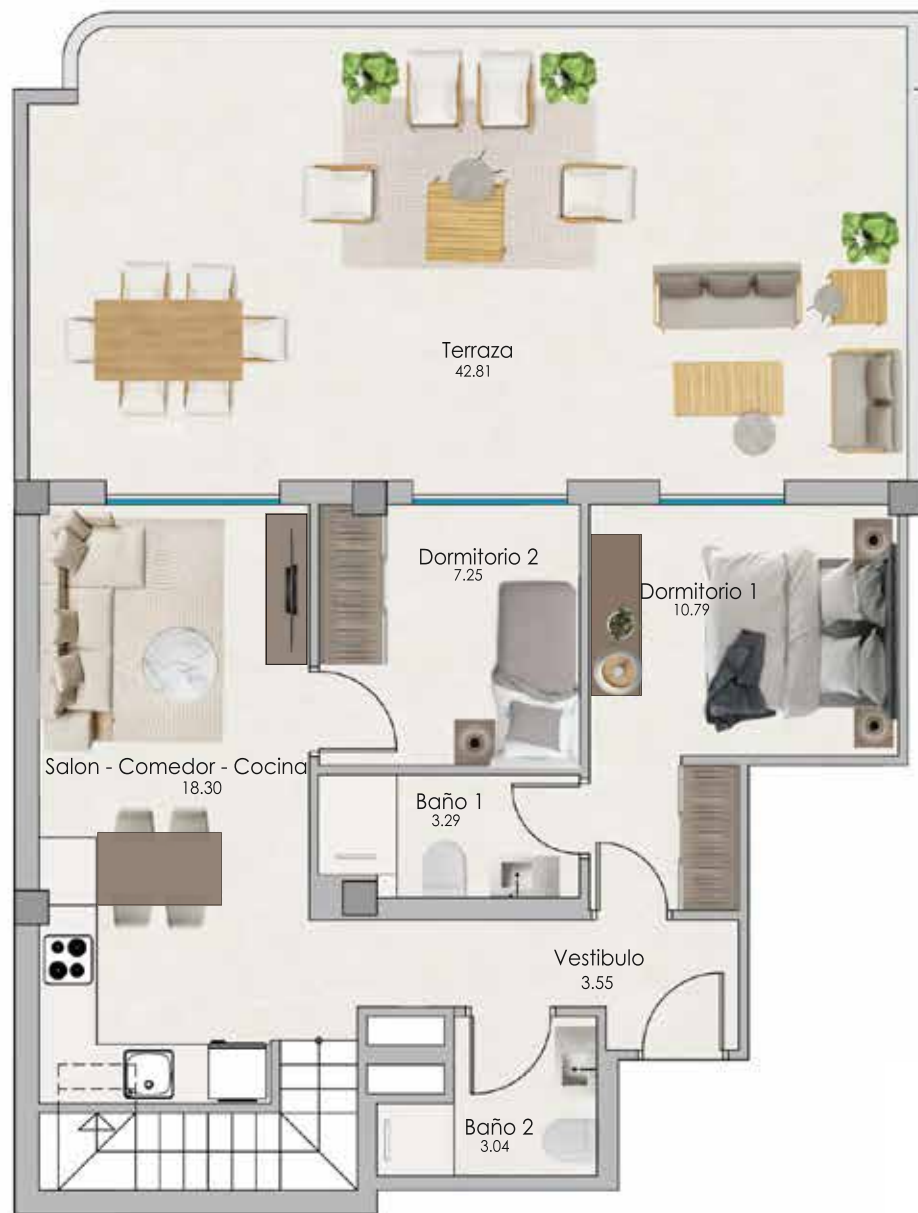 Terraza
42.81
Dormitorio 2
7.25
Dormitorio 1
10.79
Salon - Comedor - Cocina
18.30
Baño 1
3.29
Vestibulo
3.55
Baño 2
3.04